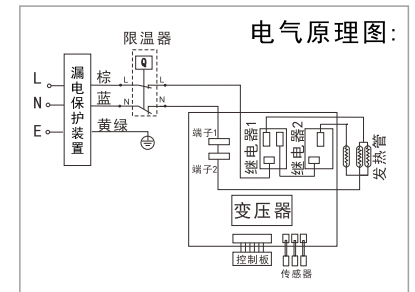 电气原理图:
限温器
Q
L
N
E
漏电保护装置
棕
蓝
黄绿
L
N
L
N
端子1
端子2
继电器1
继电器2
发热管
变压器
控制板
传感器